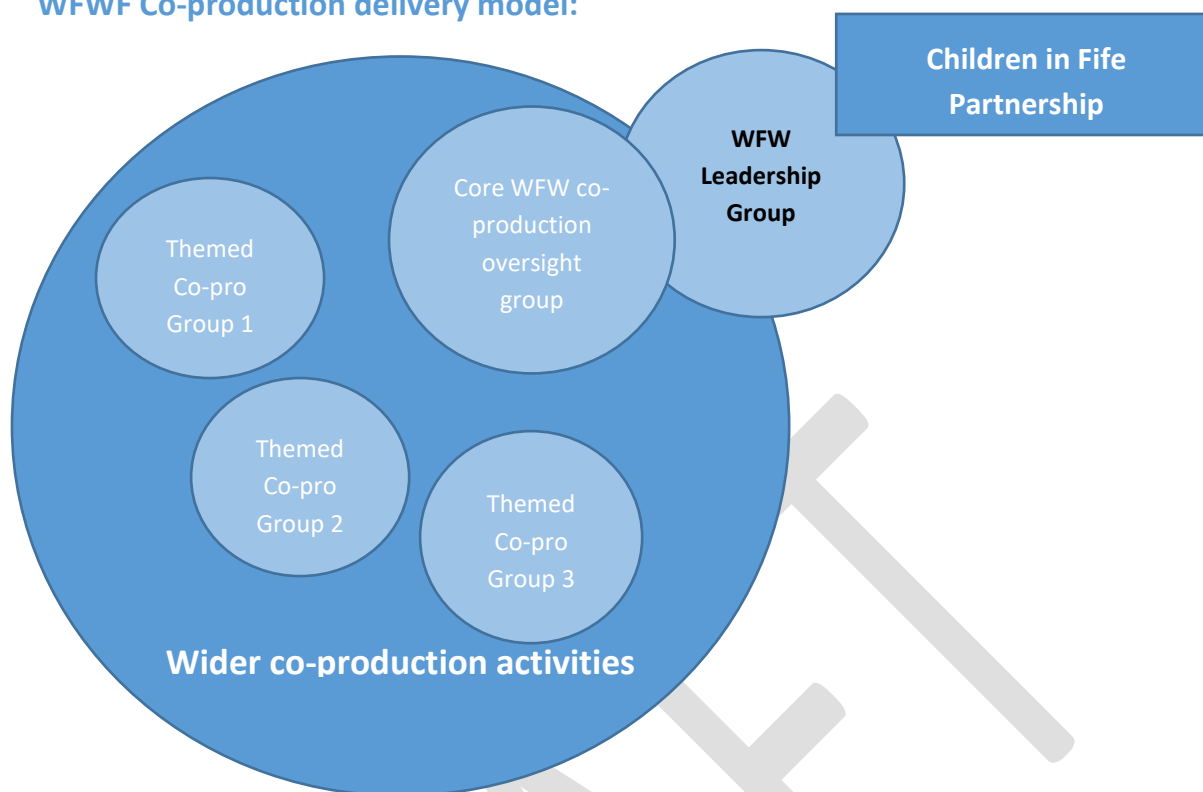 WFWF Co-production delivery model:
Children in Fife
Partnership
WFW
Leadership
Group
Core WFW co-
production
oversight
group
Themed
Co-pro
Group 1
Themed
Co-pro
Group 2
Themed
Co-pro
Group 3
Wider co-production activities